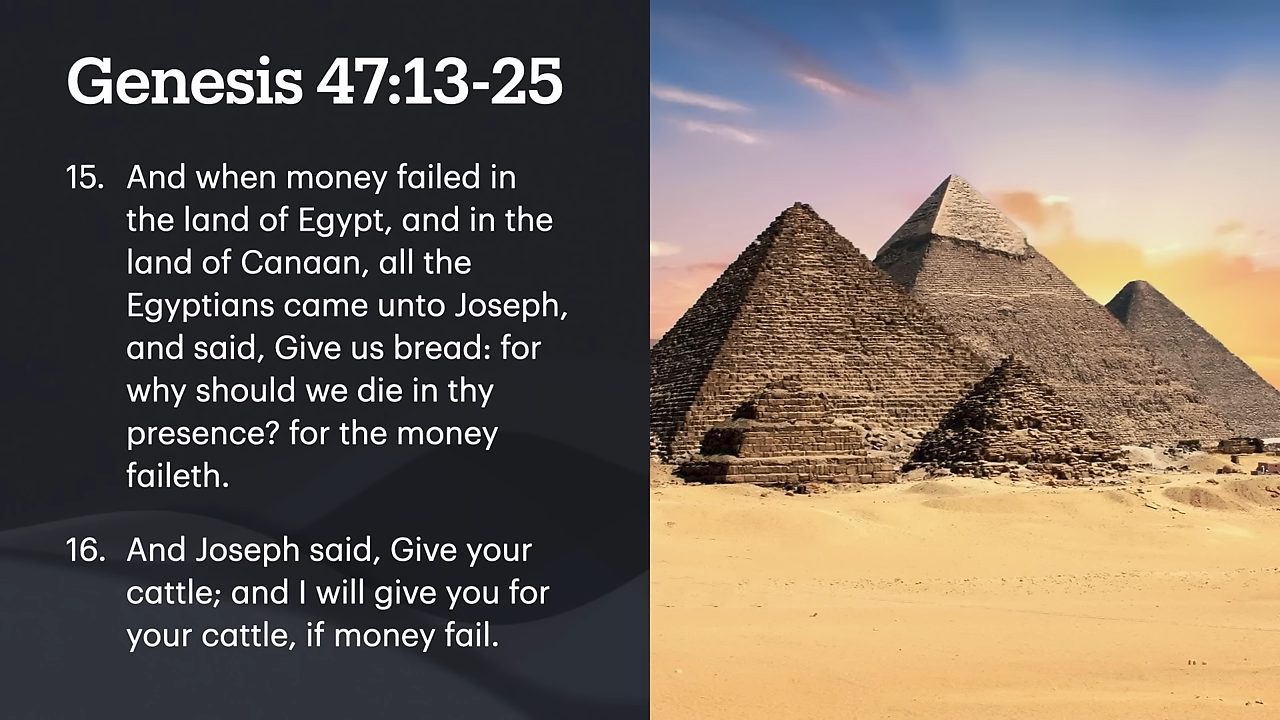 Genesis 47:13-25
15. And when money failed in
the land of Egypt, and in the
land of Canaan, all the
Egyptians came unto Joseph,
and said, Give us bread: for
why should we die in thy
presence? for the money
faileth.
16. And Joseph said, Give your
cattle; and I will give you for
your cattle, if money fail.